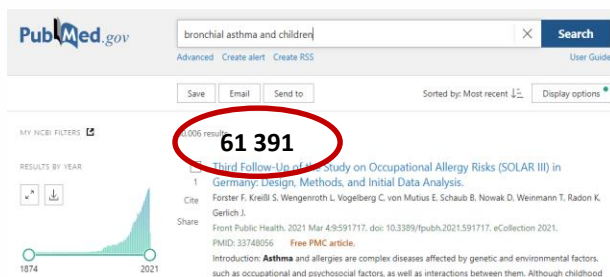 PubMed.gov
bronchial asthma and children
Search
Advanced Create alert Create RSS
User Guide
Save Email Send to
Sorted by: Most recent
Display options
MY NCBI FILTERS
results
61 391
RESULTS BY YEAR
Third Follow-Up of the Study on Occupational Allergy Risks (SOLAR III) in
Germany: Design, Methods, and Initial Data Analysis.
1
Cite
Forster F, Kreißl S, Wengenroth L, Vogelberg C, von Mutius E, Schaub B, Nowak D, Weinmann T, Radon K,
Gerlich J.
Share
Front Public Health. 2021 Mar 4;9:591717. doi: 10.3389/fpubh.2021.591717. eCollection 2021.
PMID: 33748056 Free PMC article.
Introduction: Asthma and allergies are complex diseases affected by genetic and environmental factors,
such as occupational and psychosocial factors, as well as interactions between them. Although childhood
1874
2021